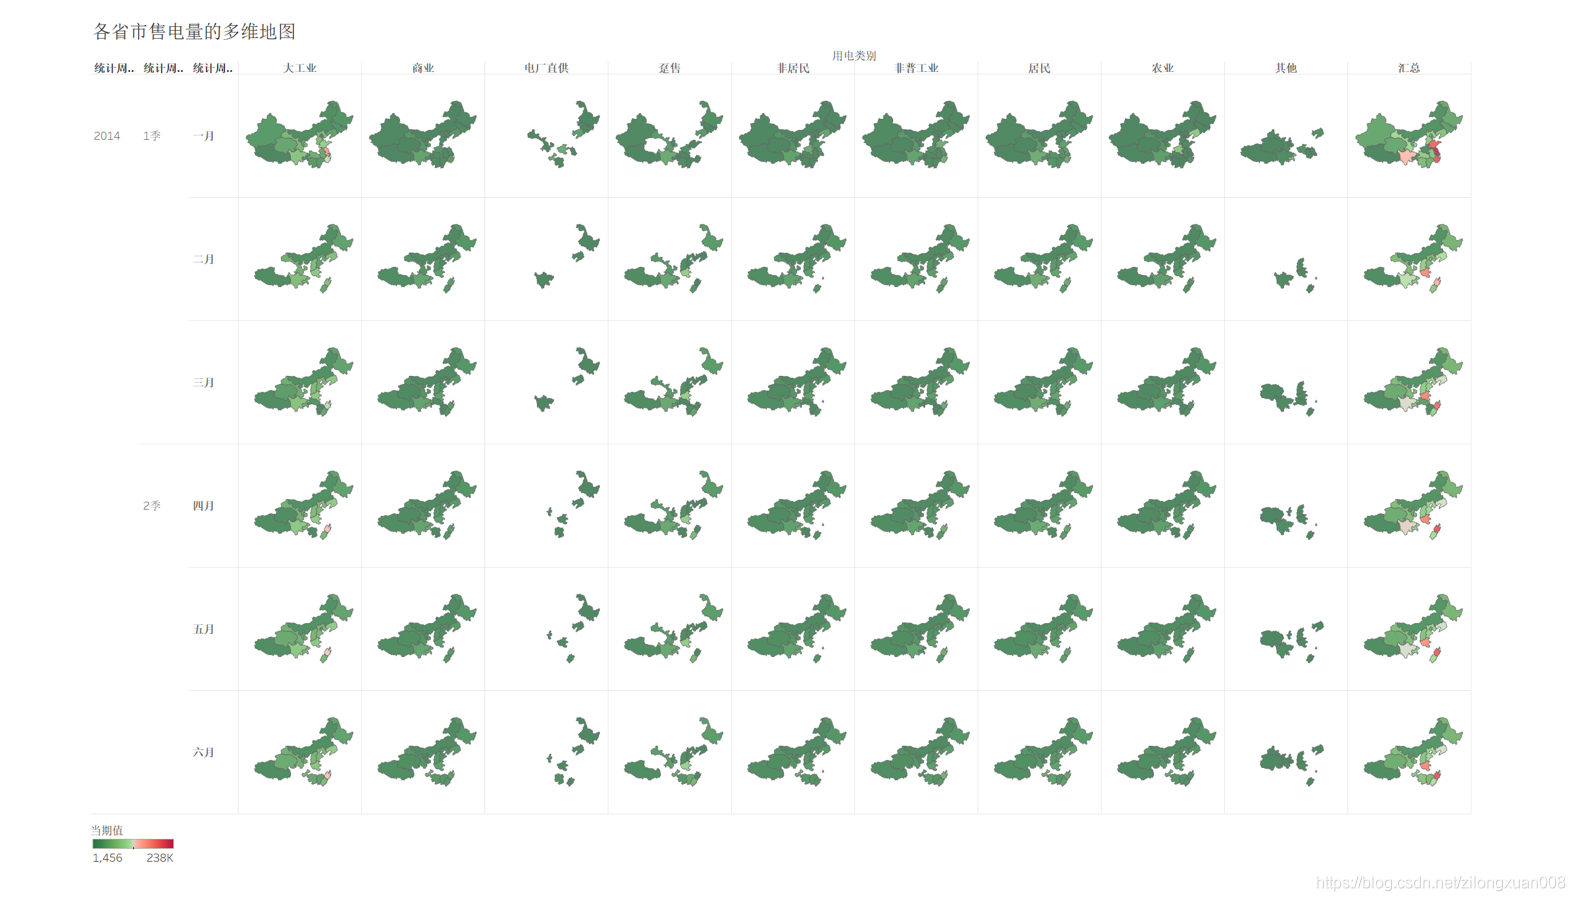 各省市售电量的多维地图
用电类别
统计周.. 统计周.. 统计周.. 大工业 商业 电厂直供 趸售 非居民 非普工业 居民 农业 其他 汇总
2014 1季 一月
二月
三月
2季 四月
五月
六月
当期值
1,456 238K
https://blog.csdn.net/zilongxuan008